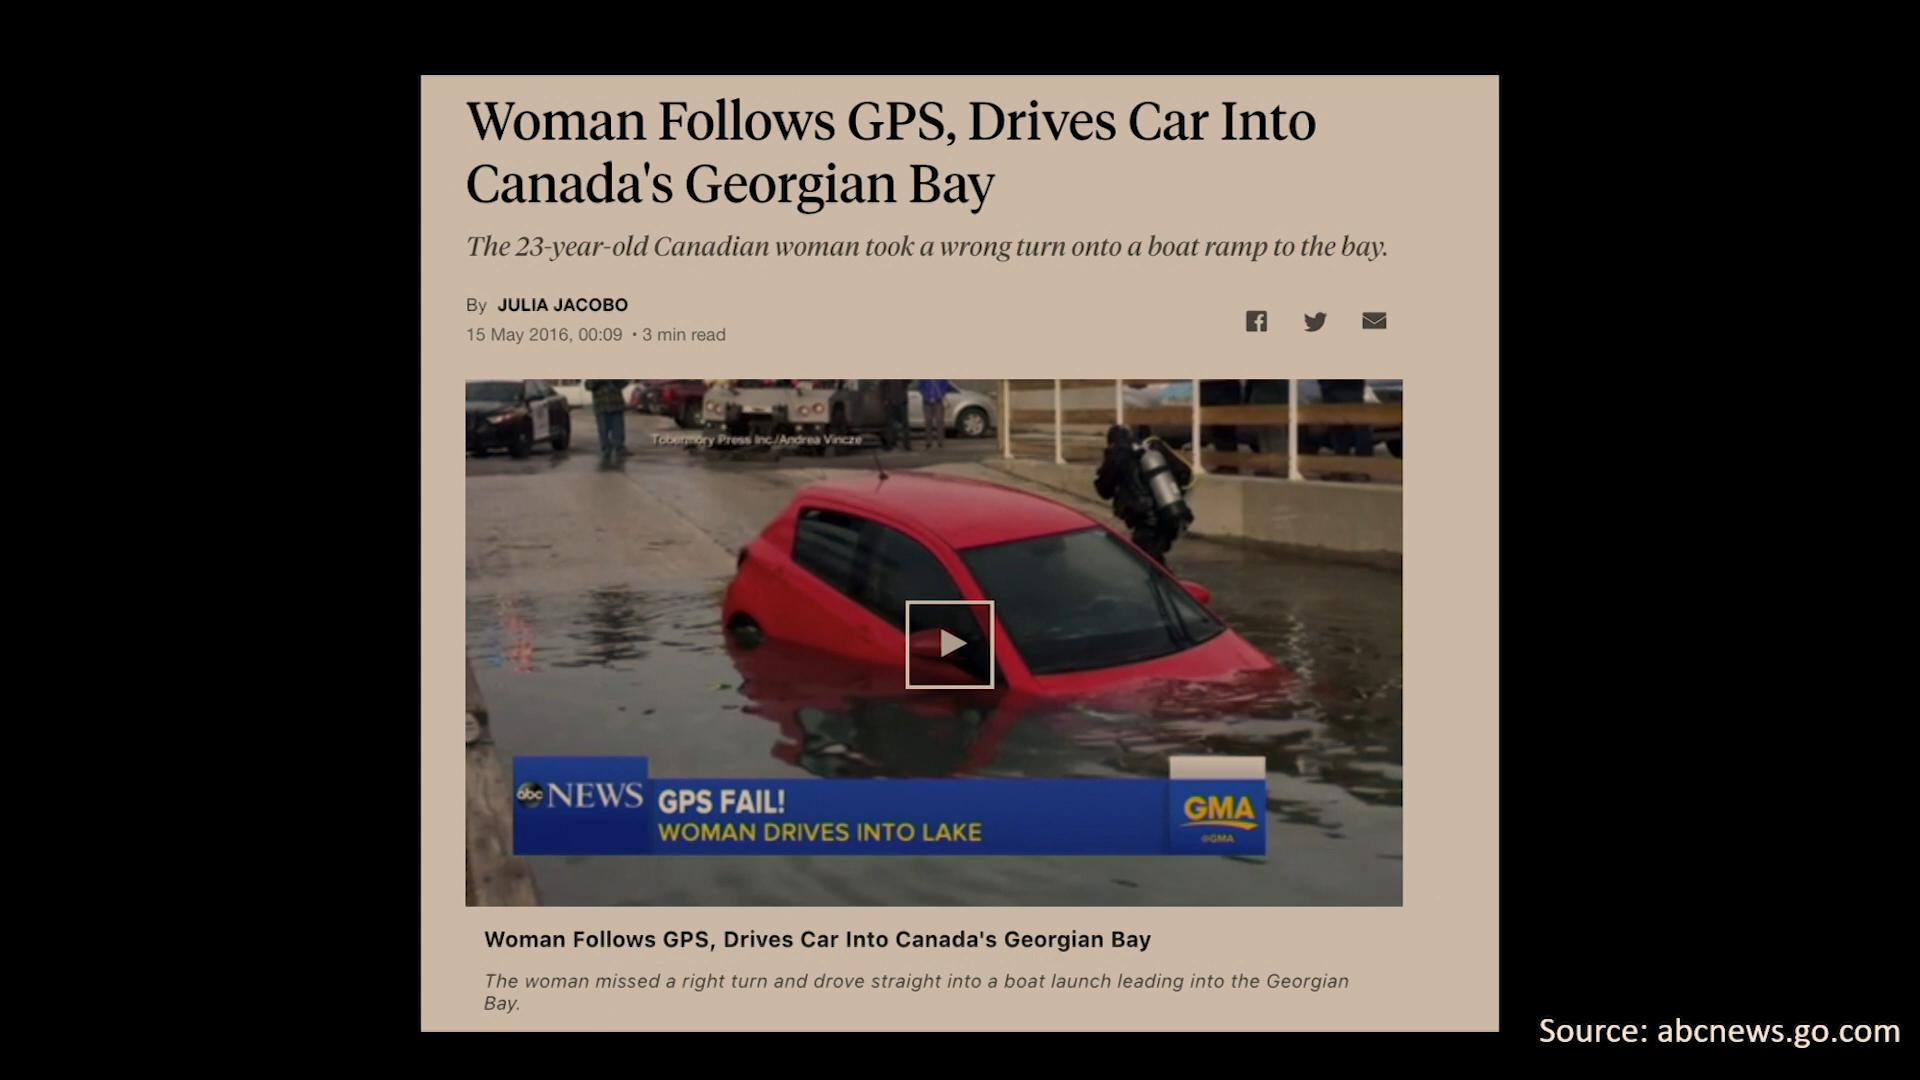 Woman Follows GPS, Drives Car Into
Canada's Georgian Bay
The 23-year-old Canadian woman took a wrong turn onto a boat ramp to the bay.
By JULIA JACOBO
15 May 2016, 00:09 • 3 min read
Tobermory Press Inc./Andrea Vincze
abc NEWS
GPS FAIL!
WOMAN DRIVES INTO LAKE
GMA
@GMA
Woman Follows GPS, Drives Car Into Canada's Georgian Bay
The woman missed a right turn and drove straight into a boat launch leading into the Georgian
Bay.
Source: abcnews.go.com